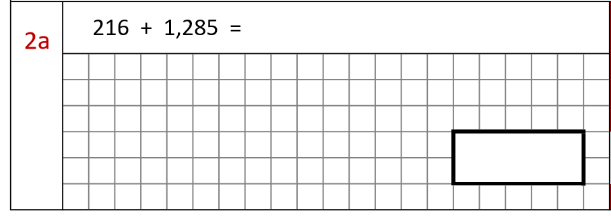 2a
216 + 1,285 =